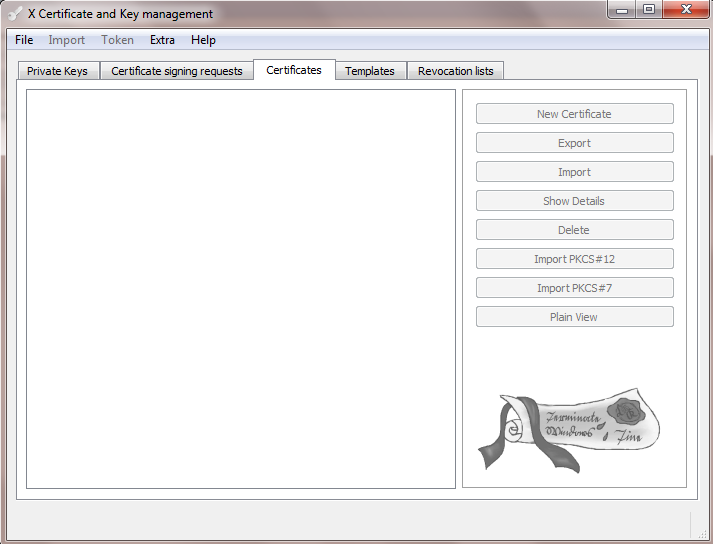 X Certificate and Key management
File Import Token Extra Help
Private Keys Certificate signing requests Certificates Templates Revocation lists
New Certificate
Export
Import
Show Details
Delete
Import PKCS#12
Import PKCS#7
Plain View
Windows